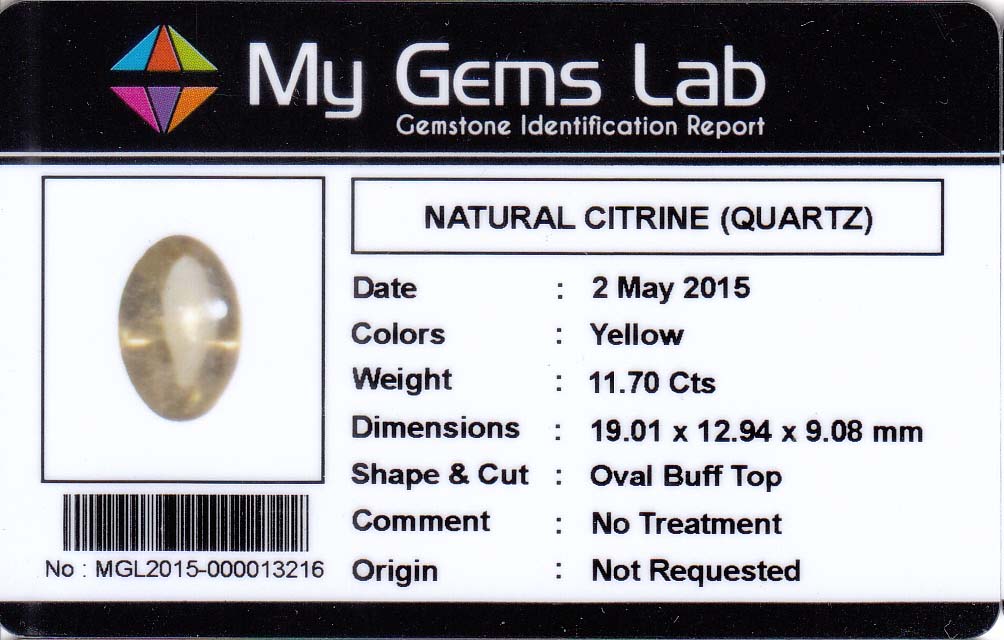 My Gems Lab
Gemstone Identification Report
NATURAL CITRINE (QUARTZ)
Date : 2 May 2015
Colors : Yellow
Weight : 11.70 Cts
Dimensions : 19.01 x 12.94 x 9.08 mm
Shape & Cut : Oval Buff Top
Comment : No Treatment
Origin : Not Requested
No : MGL2015-000013216